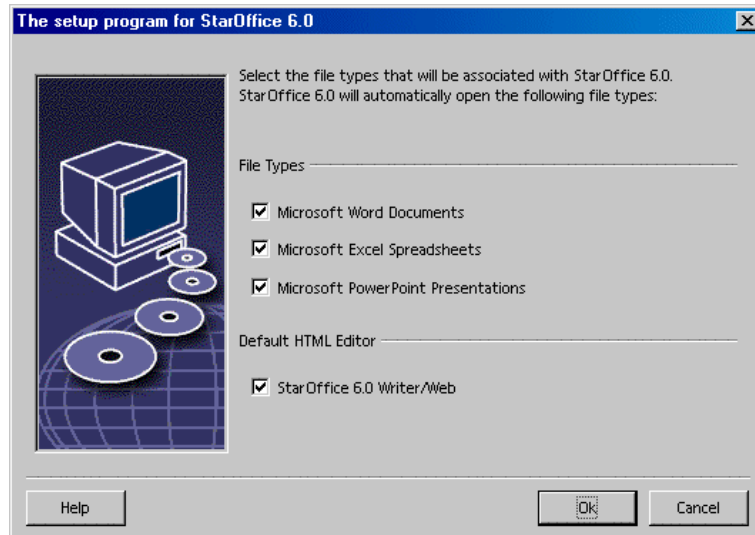 The setup program for StarOffice 6.0
Select the file types that will be associated with StarOffice 6.0.
StarOffice 6.0 will automatically open the following file types:
File Types
Microsoft Word Documents
Microsoft Excel Spreadsheets
Microsoft PowerPoint Presentations
Default HTML Editor
StarOffice 6.0 Writer/Web
Help
Ok
Cancel